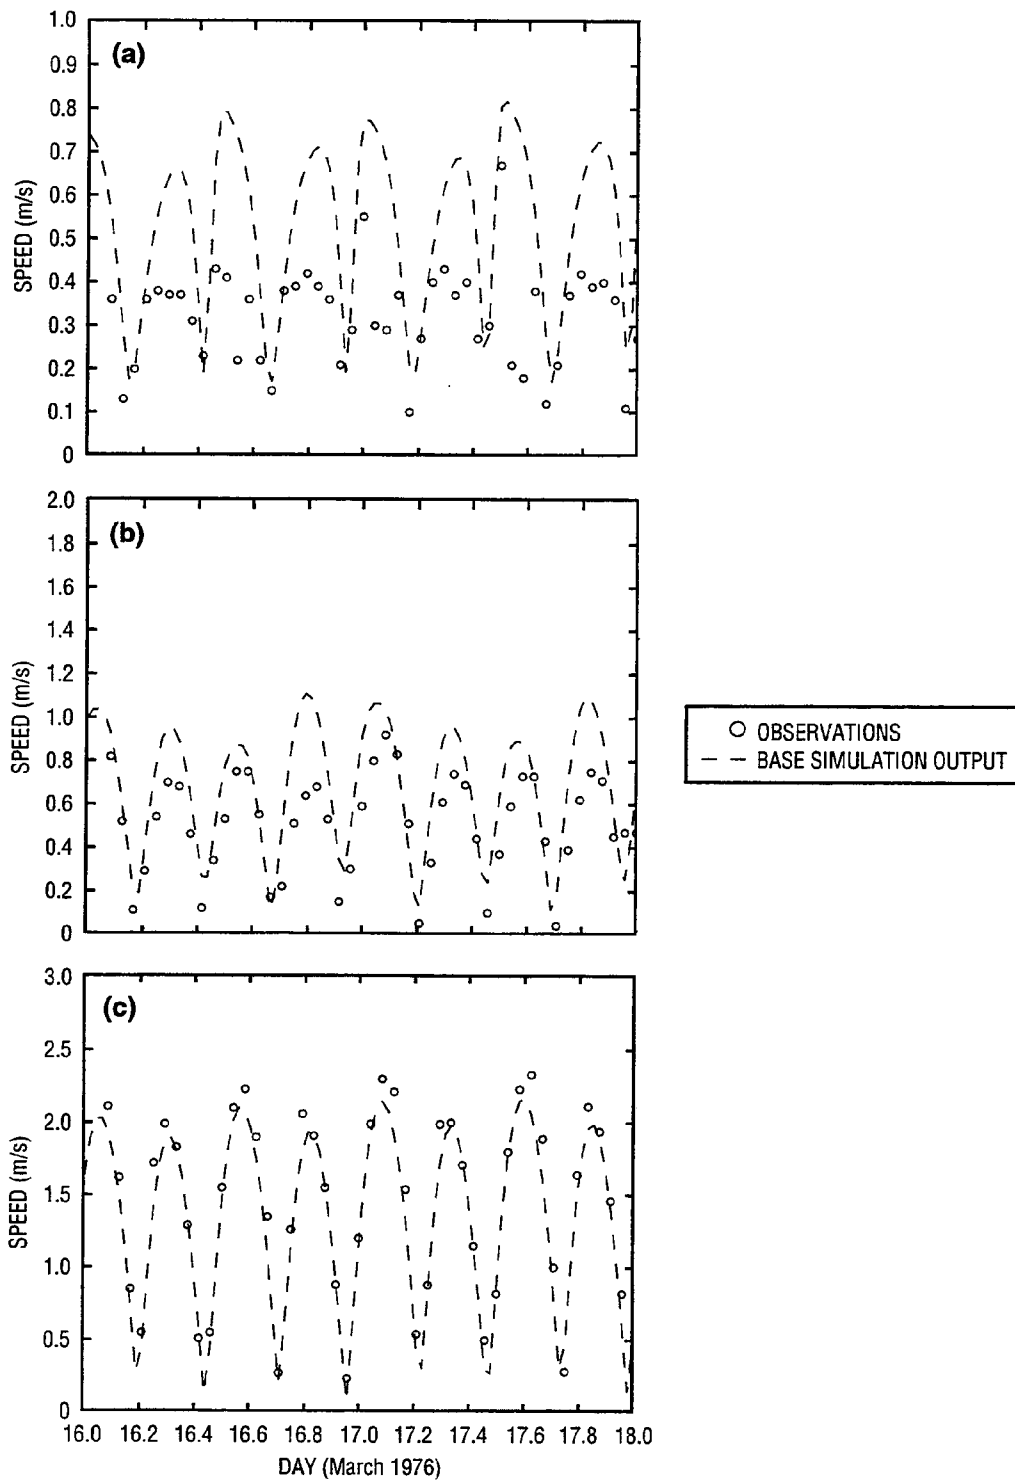 (a)
1.0
0.9
0.8
0.7
0.6
0.5
0.4
0.3
0.2
0.1
0
SPEED (m/s)
(b)
2.0
1.8
1.6
1.4
1.2
1.0
0.8
0.6
0.4
0.2
0
SPEED (m/s)
OBSERVATIONS
BASE SIMULATION OUTPUT
(c)
3.0
2.5
2.0
1.5
1.0
0.5
0
SPEED (m/s)
16.0 16.2 16.4 16.6 16.8 17.0 17.2 17.4 17.6 17.8 18.0
DAY (March 1976)